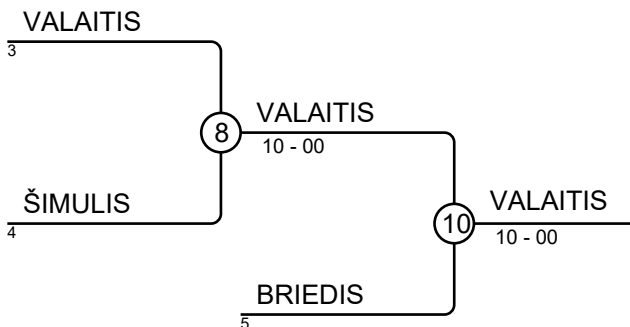 VALAITIS
3
8
VALAITIS
10 - 00
ŠIMULIS
4
10
VALAITIS
10 - 00
BRIEDIS
5